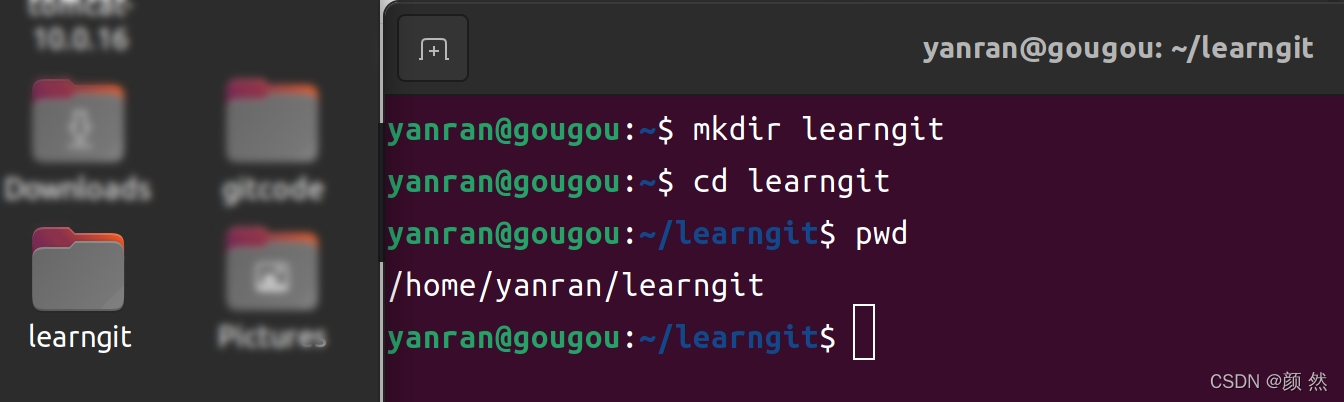 tomcat-
10.0.16
Downloads
gitcode
learngit
Pictures
yanran@gougou: ~/learngit
yanran@gougou:~$ mkdir learngit
yanran@gougou:~$ cd learngit
yanran@gougou:~/learngit$ pwd
/home/yanran/learngit
yanran@gougou:~/learngit$
CSDN @颜 然